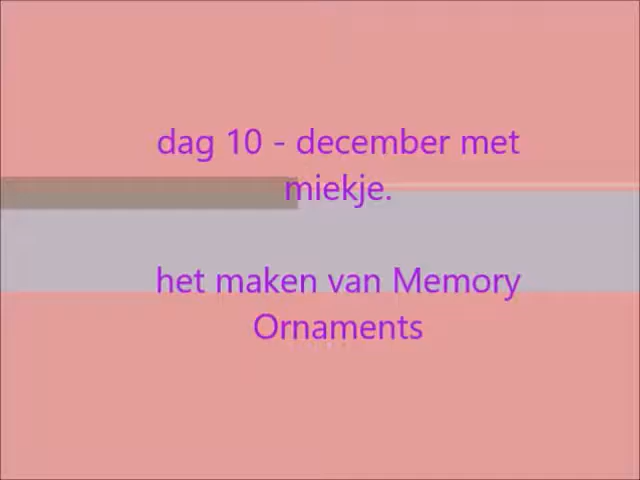 dag 10 - december met
miekje.
het maken van Memory
Ornaments